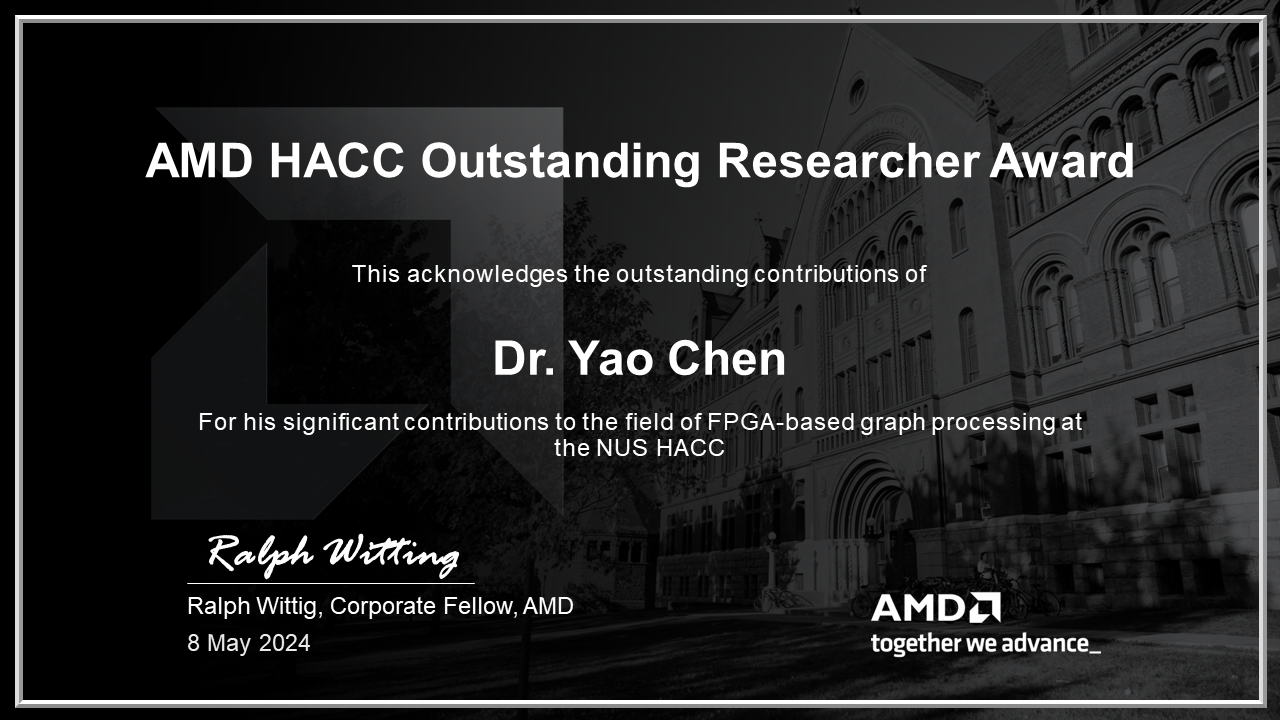 AMD HACC Outstanding Researcher Award
This acknowledges the outstanding contributions of
Dr. Yao Chen
For his significant contributions to the field of FPGA-based graph processing at
the NUS HACC
Ralph Witting
Ralph Wittig, Corporate Fellow, AMD
8 May 2024
AMD
together we advance_